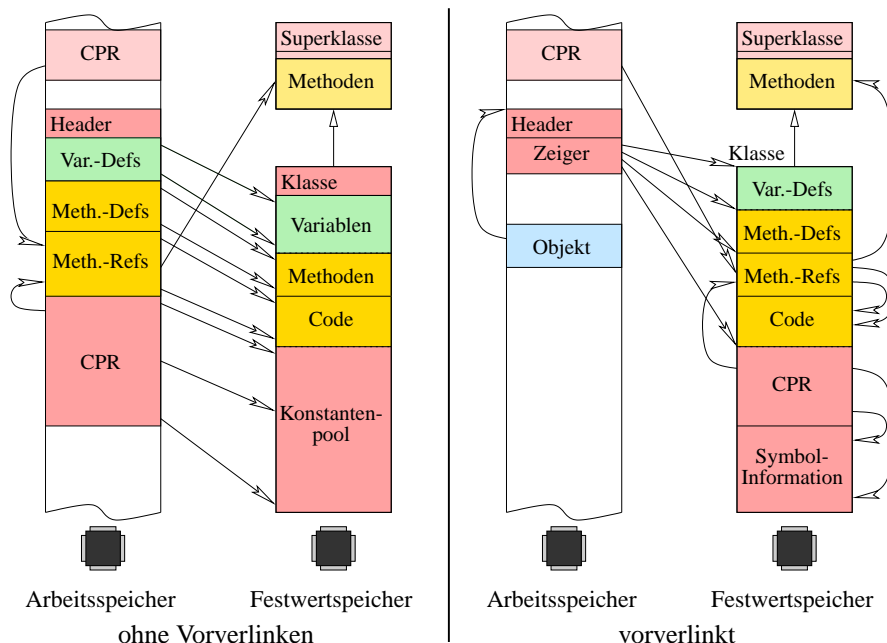 CPR
Header
Var.-Defs
Meth.-Defs
Meth.-Refs
CPR
Arbeitsspeicher
Superklasse
Methoden
Klasse
Variablen
Methoden
Code
Konstanten-
pool
Festwertspeicher
ohne Vorverlinken
CPR
Header
Zeiger
Objekt
Arbeitsspeicher
Superklasse
Methoden
Klasse
Var.-Defs
Meth.-Defs
Meth.-Refs
Code
CPR
Symbol-
Information
Festwertspeicher
vorverlinkt